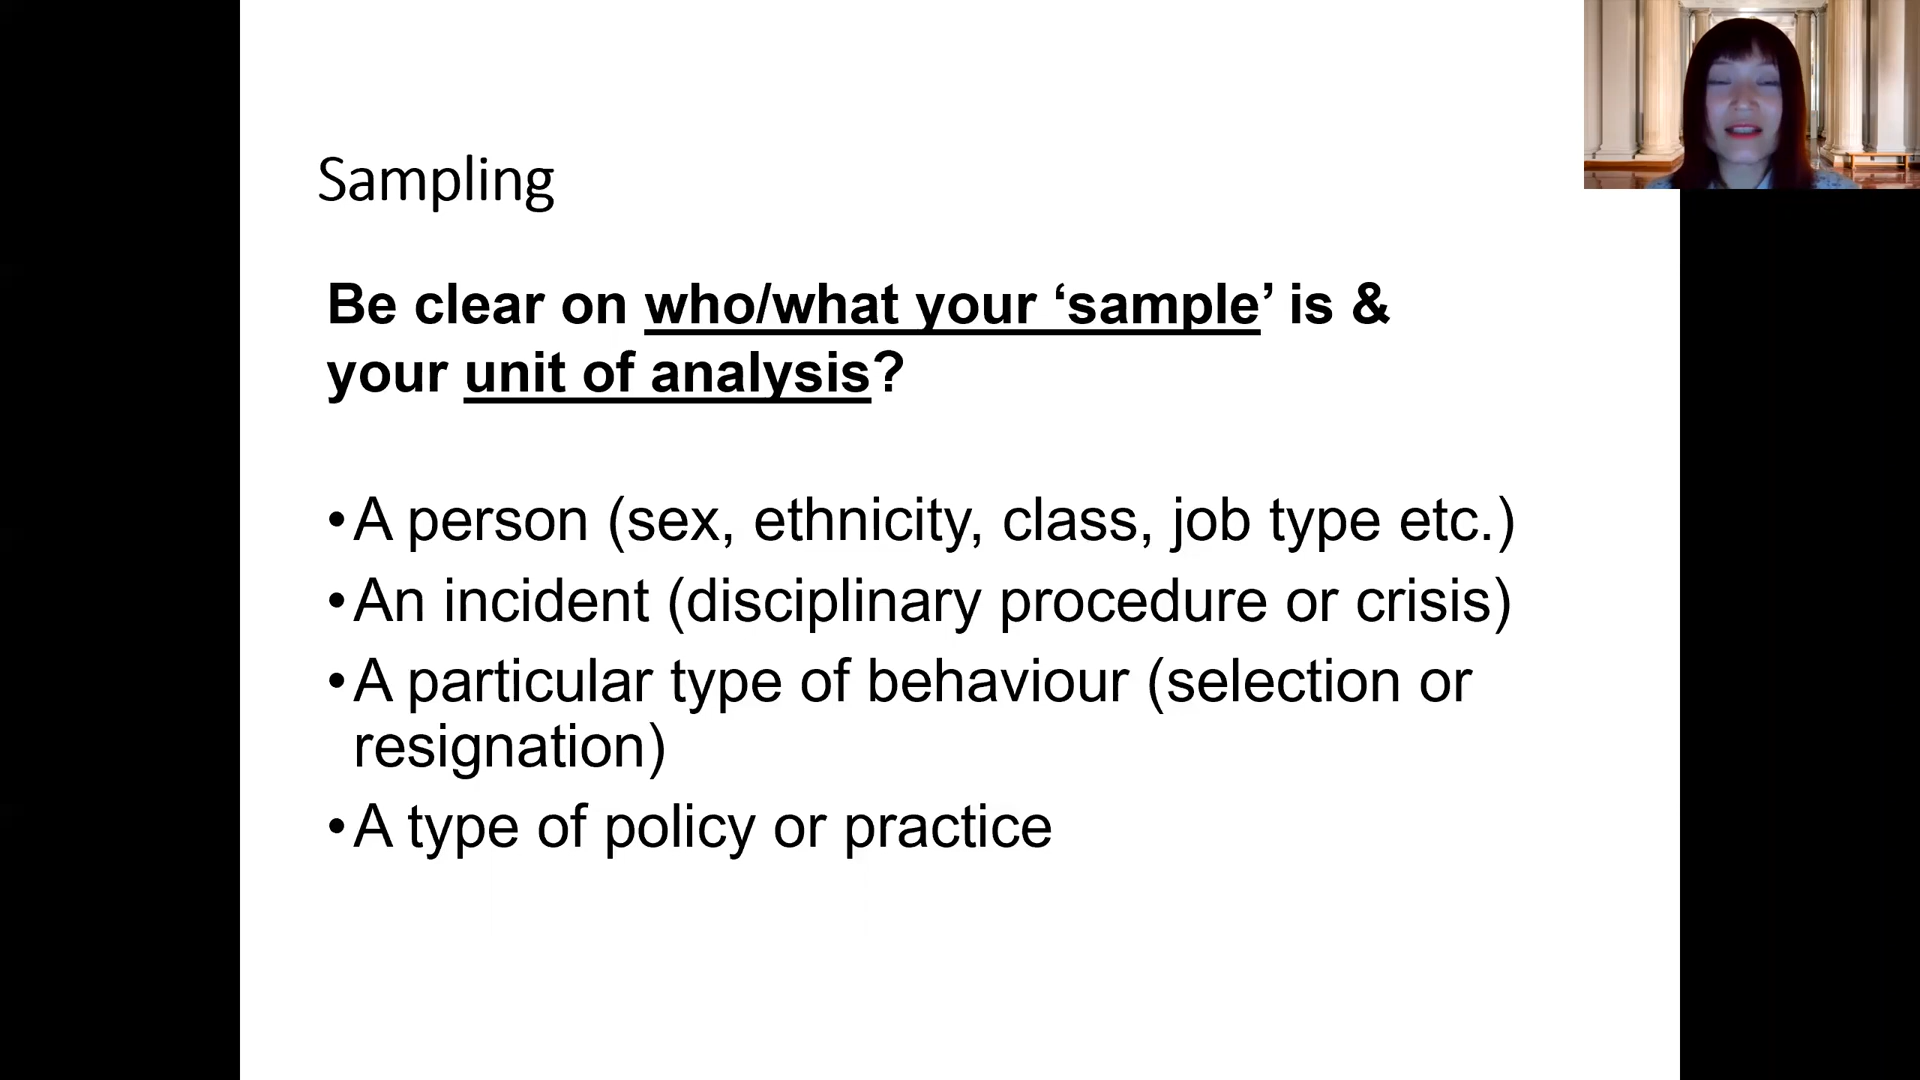 Sampling
Be clear on who/what your ‘sample’ is &
your unit of analysis?
•A person (sex, ethnicity, class, job type etc.)
•An incident (disciplinary procedure or crisis)
•A particular type of behaviour (selection or
resignation)
•A type of policy or practice